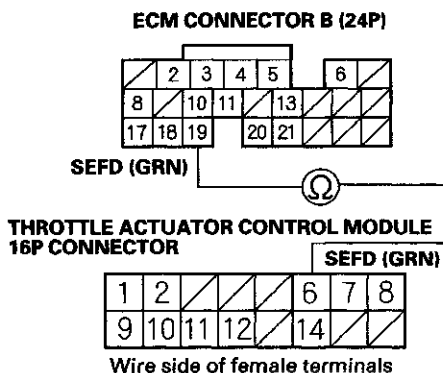 ECM CONNECTOR B (24P)
2 3 4 5 6
8 10 11 13
17 18 19 20 21
SEFD (GRN)
Ω
THROTTLE ACTUATOR CONTROL MODULE
16P CONNECTOR
SEFD (GRN)
1 2 6 7 8
9 10 11 12 14
Wire side of female terminals